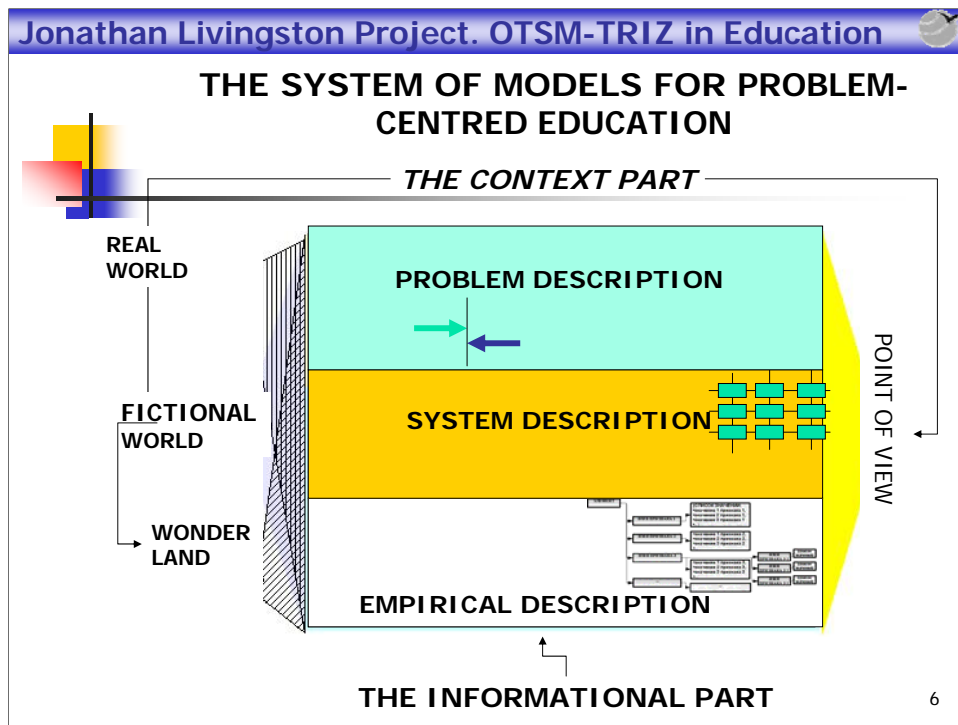 Jonathan Livingston Project. OTSM-TRIZ in Education
THE SYSTEM OF MODELS FOR PROBLEM-
CENTRED EDUCATION
THE CONTEXT PART
REAL
WORLD
PROBLEM DESCRIPTION
POINT OF VIEW
FICTIONAL
WORLD
SYSTEM DESCRIPTION
WONDER
LAND
EMPIRICAL DESCRIPTION
THE INFORMATIONAL PART
6